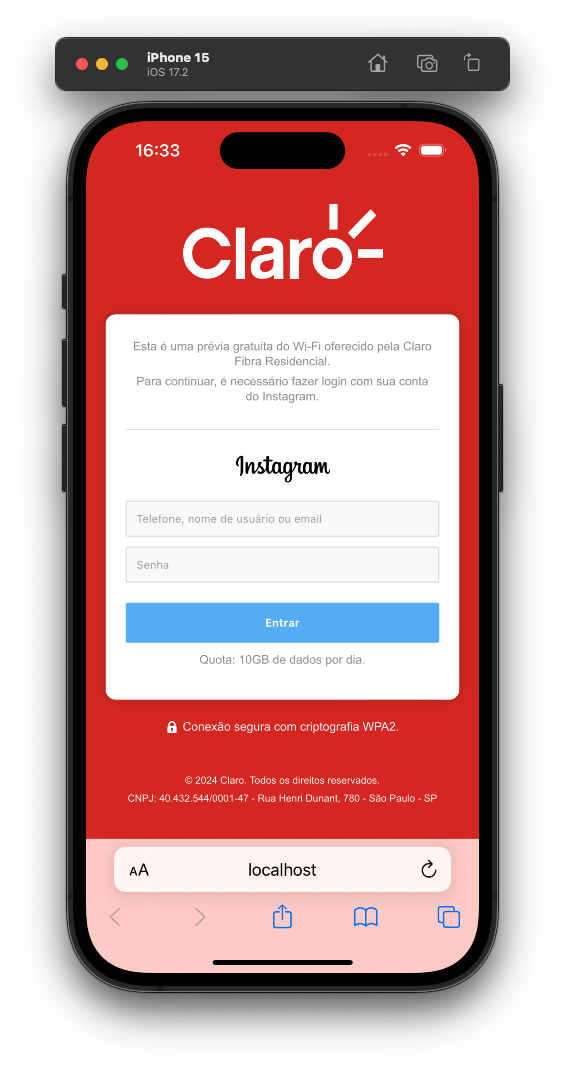 iPhone 15
iOS 17.2
16:33
Claro
Esta é uma prévia gratuita do Wi-Fi oferecido pela Claro
Fibra Residencial.
Para continuar, é necessário fazer login com sua conta
do Instagram.
Instagram
Telefone, nome de usuário ou email
Senha
Entrar
Quota: 10GB de dados por dia.
Conexão segura com criptografia WPA2.
© 2024 Claro. Todos os direitos reservados.
CNPJ: 40.432.544/0001-47 - Rua Henri Dunant, 780 - São Paulo - SP
AA localhost